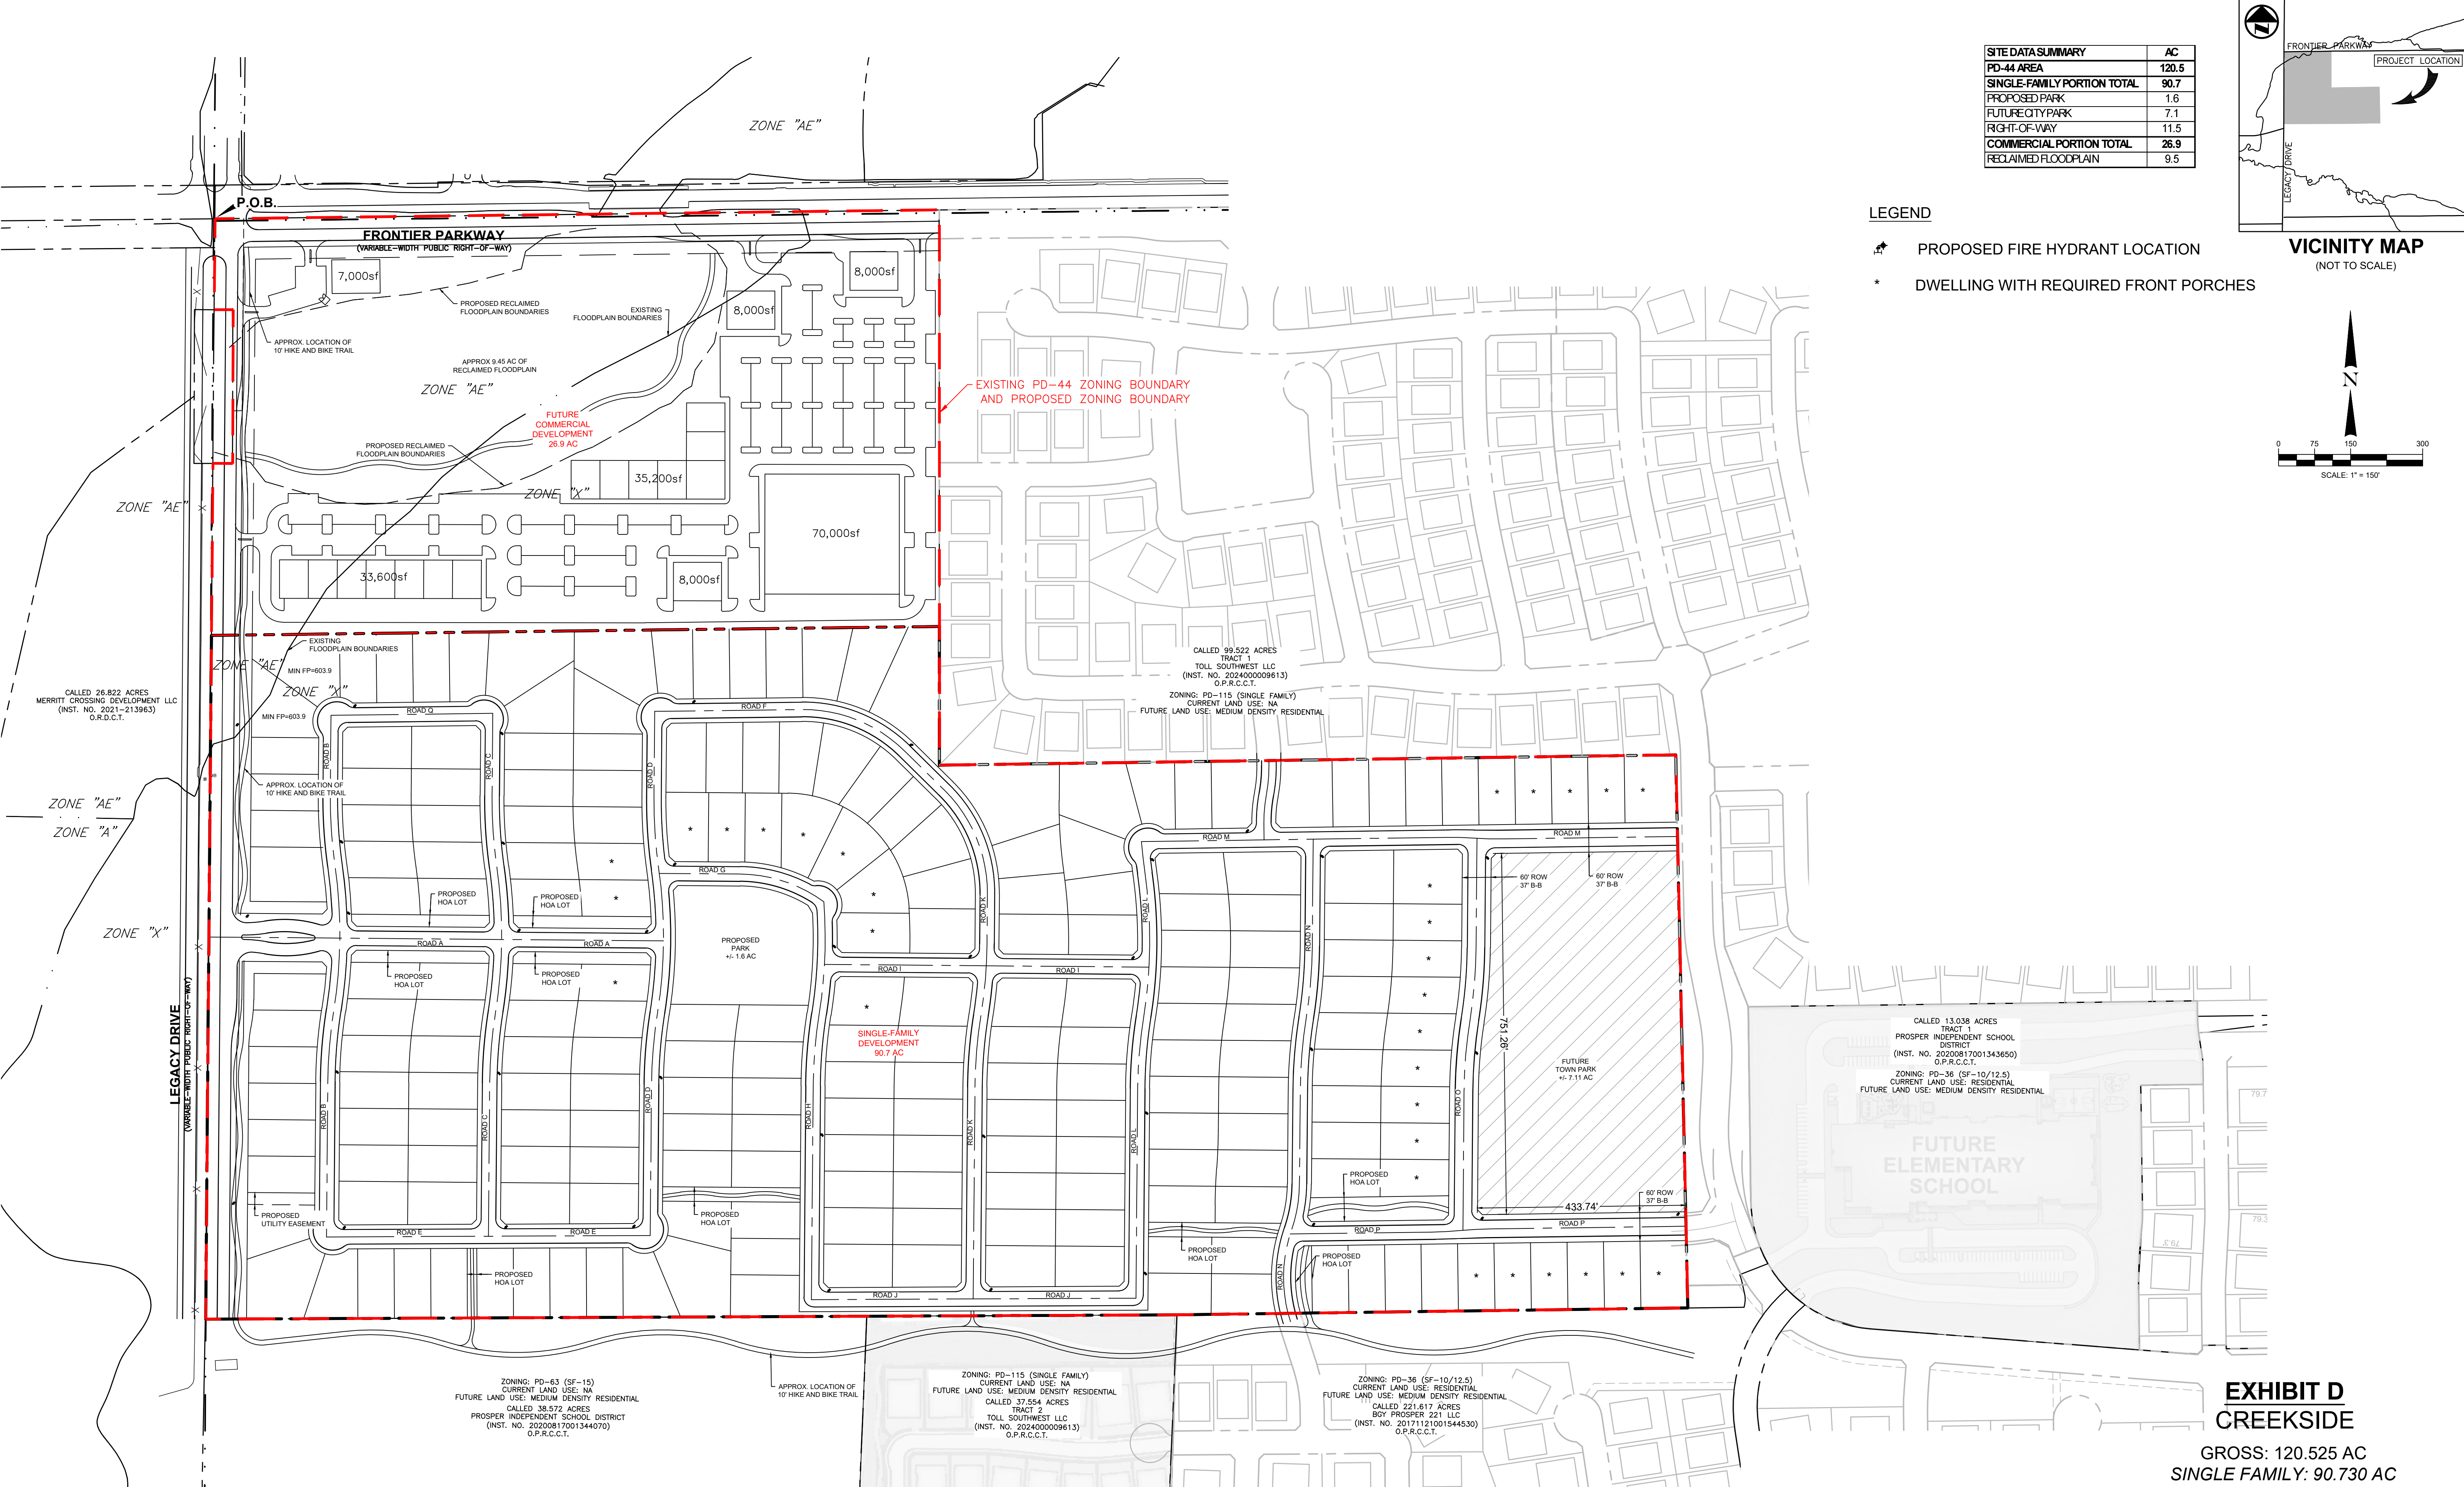 SITE DATA SUMMARY AC
PD-44 AREA 120.5
SINGLE-FAMILY PORTION TOTAL 90.7
PROPOSED PARK 1.6
FUTURE CITY PARK 7.1
RIGHT-OF-WAY 11.5
COMMERCIAL PORTION TOTAL 26.9
RECLAIMED FLOODPLAIN 9.5
FRONTIER PARKWAY
PROJECT LOCATION
LEGACY DRIVE
VICINITY MAP
(NOT TO SCALE)
LEGEND
PROPOSED FIRE HYDRANT LOCATION
* DWELLING WITH REQUIRED FRONT PORCHES
N
0 75 150 300
SCALE: 1" = 150'
ZONE "AE"
P.O.B.
FRONTIER PARKWAY
(VARIABLE-WIDTH PUBLIC RIGHT-OF-WAY)
7,000sf
8,000sf
8,000sf
PROPOSED RECLAIMED
FLOODPLAIN BOUNDARIES
EXISTING
FLOODPLAIN BOUNDARIES
APPROX. LOCATION OF
10' HIKE AND BIKE TRAIL
APPROX 9.45 AC OF
RECLAIMED FLOODPLAIN
ZONE "AE"
FUTURE
COMMERCIAL
DEVELOPMENT
26.9 AC
PROPOSED RECLAIMED
FLOODPLAIN BOUNDARIES
EXISTING PD-44 ZONING BOUNDARY
AND PROPOSED ZONING BOUNDARY
35,200sf
ZONE "X"
ZONE "AE"
70,000sf
33,600sf
8,000sf
EXISTING
FLOODPLAIN BOUNDARIES
ZONE "AE"
MIN FP=603.9
ZONE "X"
MIN FP=603.9
CALLED 26.822 ACRES
MERRITT CROSSING DEVELOPMENT LLC
(INST. NO. 2021-213963)
O.R.D.C.T.
CALLED 99.522 ACRES
TRACT 1
TOLL SOUTHWEST LLC
(INST. NO. 2024000009613)
O.P.R.C.C.T.
ZONING: PD-115 (SINGLE FAMILY)
CURRENT LAND USE: NA
FUTURE LAND USE: MEDIUM DENSITY RESIDENTIAL
ROAD Q
ROAD F
ROAD B
ROAD C
ROAD D
APPROX. LOCATION OF
10' HIKE AND BIKE TRAIL
ZONE "AE"
ZONE "A"
* * * * *
* * * *
ROAD M
ROAD M
*
*
ROAD G
60' ROW
37' B-B
60' ROW
37' B-B
*
*
*
PROPOSED
HOA LOT
PROPOSED
HOA LOT
*
ROAD K
ROAD L
*
*
ZONE "X"
ROAD A
ROAD A
PROPOSED
PARK
+/- 1.6 AC
ROAD N
*
ROAD I
ROAD I
PROPOSED
HOA LOT
PROPOSED
HOA LOT
*
*
*
LEGACY DRIVE
(VARIABLE-WIDTH PUBLIC RIGHT-OF-WAY)
SINGLE-FAMILY
DEVELOPMENT
90.7 AC
*
751.26'
FUTURE
TOWN PARK
+/- 7.11 AC
*
*
*
*
ROAD B
ROAD C
ROAD D
ROAD H
ROAD K
ROAD L
ROAD O
CALLED 13.038 ACRES
TRACT 1
PROSPER INDEPENDENT SCHOOL
DISTRICT
(INST. NO. 20200817001343650)
O.P.R.C.C.T.
ZONING: PD-36 (SF-10/12.5)
CURRENT LAND USE: RESIDENTIAL
FUTURE LAND USE: MEDIUM DENSITY RESIDENTIAL
79.7
FUTURE
ELEMENTARY
SCHOOL
79.3
79.3'
PROPOSED
HOA LOT
*
60' ROW
37' B-B
433.74'
PROPOSED
UTILITY EASEMENT
PROPOSED
HOA LOT
ROAD E
ROAD E
ROAD P
ROAD P
PROPOSED
HOA LOT
PROPOSED
HOA LOT
PROPOSED
HOA LOT
ROAD N
* * * * * *
ROAD J
ROAD J
ZONING: PD-63 (SF-15)
CURRENT LAND USE: NA
FUTURE LAND USE: MEDIUM DENSITY RESIDENTIAL
CALLED 38.572 ACRES
PROSPER INDEPENDENT SCHOOL DISTRICT
(INST. NO. 20200817001344070)
O.P.R.C.C.T.
APPROX. LOCATION OF
10' HIKE AND BIKE TRAIL
ZONING: PD-115 (SINGLE FAMILY)
CURRENT LAND USE: NA
FUTURE LAND USE: MEDIUM DENSITY RESIDENTIAL
CALLED 37.554 ACRES
TRACT 2
TOLL SOUTHWEST LLC
(INST. NO. 2024000009613)
O.P.R.C.C.T.
ZONING: PD-36 (SF-10/12.5)
CURRENT LAND USE: RESIDENTIAL
FUTURE LAND USE: MEDIUM DENSITY RESIDENTIAL
CALLED 221.617 ACRES
BGY PROSPER 221 LLC
(INST. NO. 20171121001544530)
O.P.R.C.C.T.
EXHIBIT D
CREEKSIDE
GROSS: 120.525 AC
SINGLE FAMILY: 90.730 AC